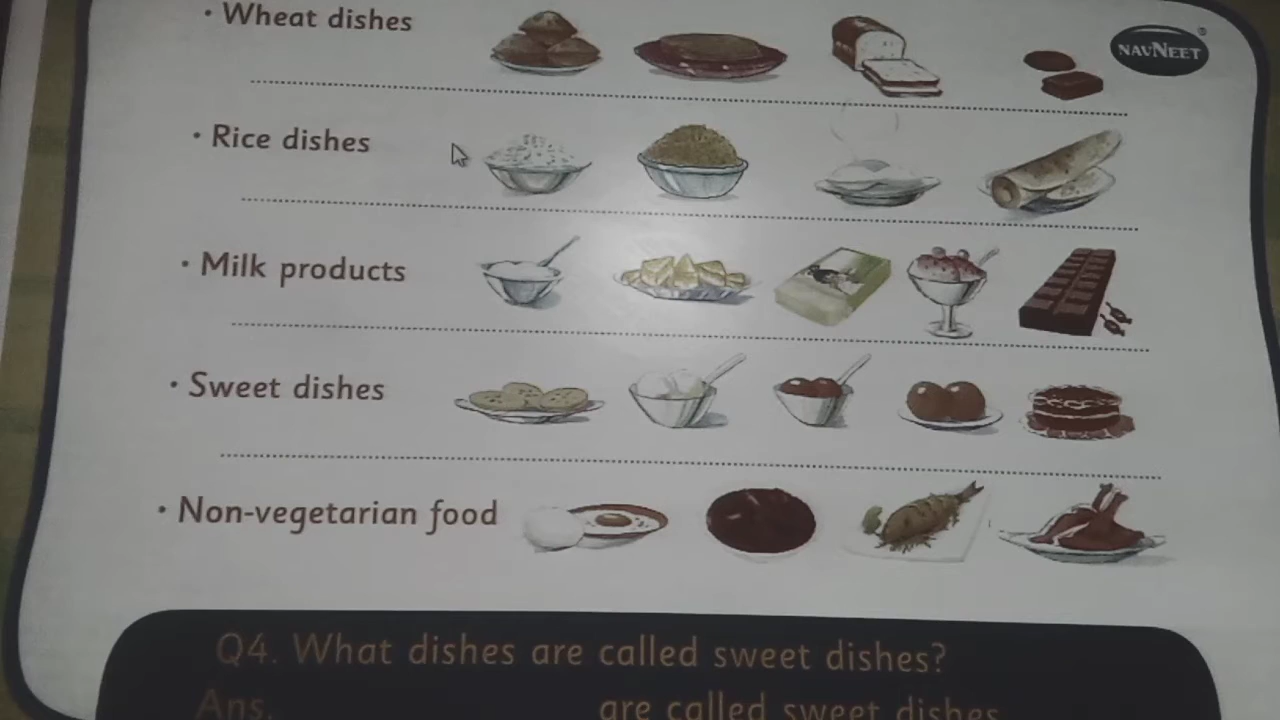 • Wheat dishes
NAVNEET
®
• Rice dishes
• Milk products
• Sweet dishes
• Non-vegetarian food
Q4. What dishes are called sweet dishes?
Ans. are called sweet dishes